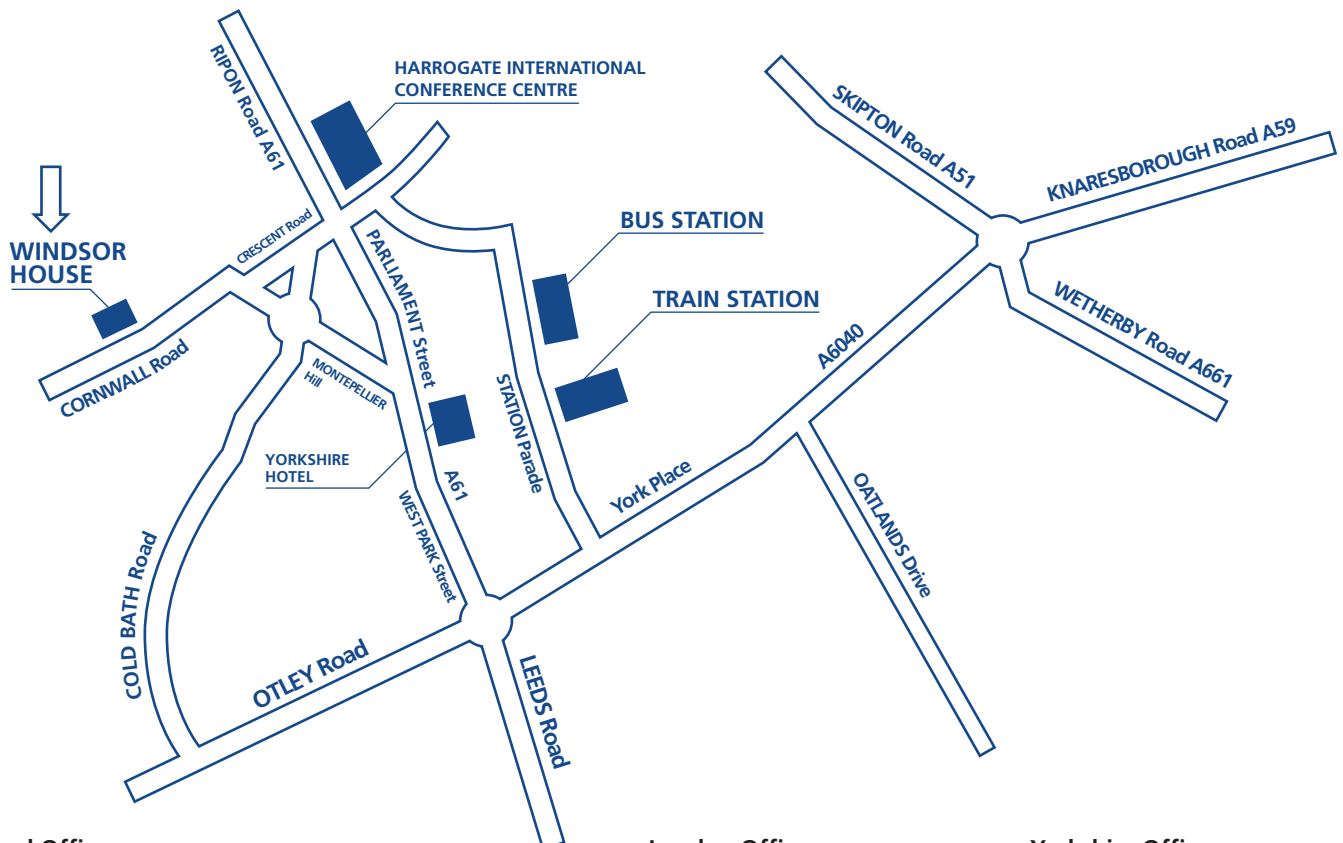 RIPON Road A61
HARROGATE INTERNATIONAL
CONFERENCE CENTRE
SKIPTON Road A51
KNARESBOROUGH Road A59
WINDSOR
HOUSE
CRESCENT Road
PARLIAMENT Street
BUS STATION
TRAIN STATION
WETHERBY Road A661
A6040
CORNWALL Road
MONTEPELLIER
Hill
STATION Parade
YORKSHIRE
HOTEL
A61
WEST PARK Street
York Place
OATLANDS Drive
COLD BATH Road
OTLEY Road
LEEDS Road